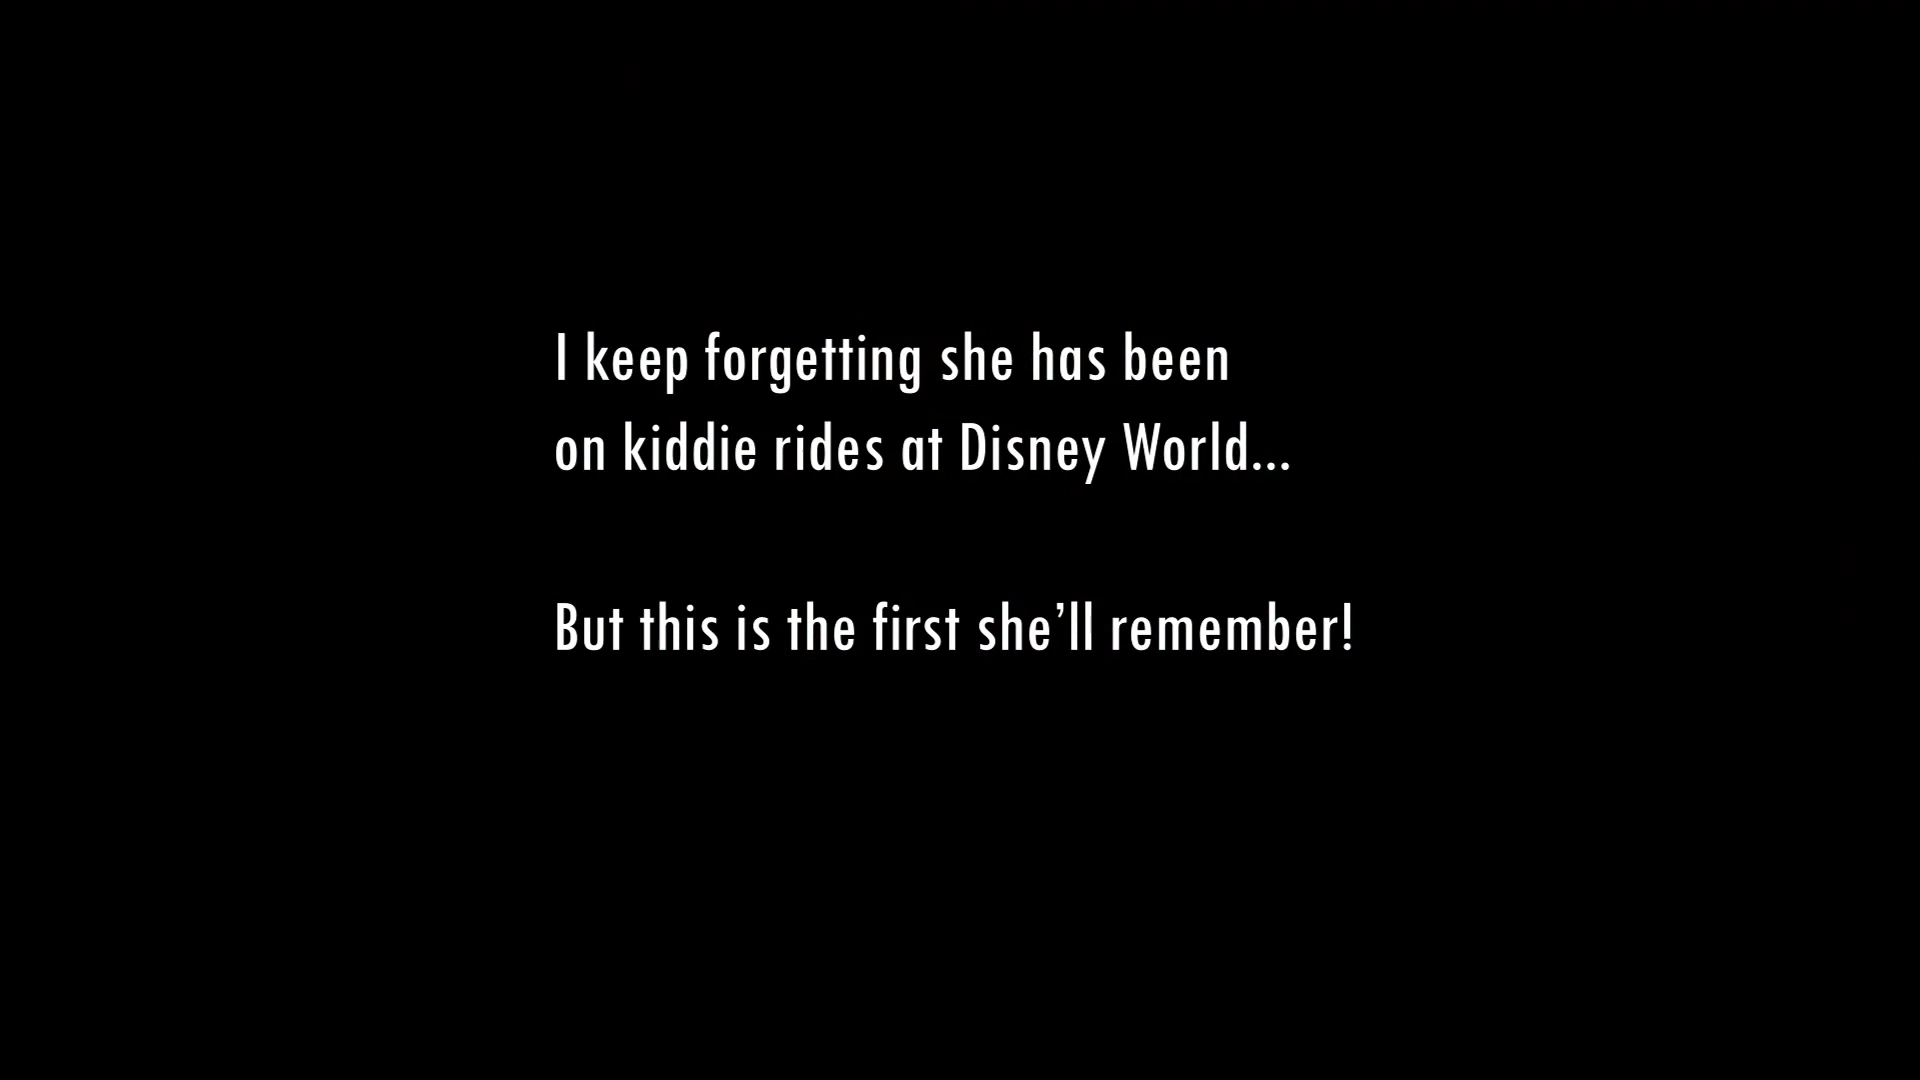 I keep forgetting she has been
on kiddie rides at Disney World...
But this is the first she’ll remember!